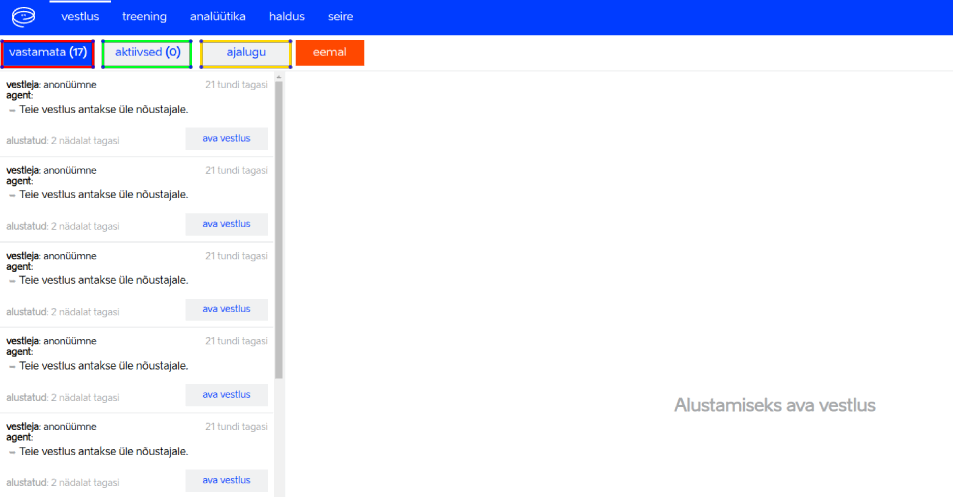 vestlus treening analüütika haldus seire
vastamata (17) aktiivsed (0) ajalugu eemal
vestleja: anonüümne 21 tundi tagasi
agent:
Teie vestlus antakse üle nõustajale.
alustatud: 2 nädalat tagasi ava vestlus
vestleja: anonüümne 21 tundi tagasi
agent:
Teie vestlus antakse üle nõustajale.
alustatud: 2 nädalat tagasi ava vestlus
vestleja: anonüümne 21 tundi tagasi
agent:
Teie vestlus antakse üle nõustajale.
alustatud: 2 nädalat tagasi ava vestlus
vestleja: anonüümne 21 tundi tagasi
agent:
Teie vestlus antakse üle nõustajale.
alustatud: 2 nädalat tagasi ava vestlus
Alustamiseks ava vestlus
vestleja: anonüümne 21 tundi tagasi
agent:
Teie vestlus antakse üle nõustajale.
alustatud: 2 nädalat tagasi ava vestlus